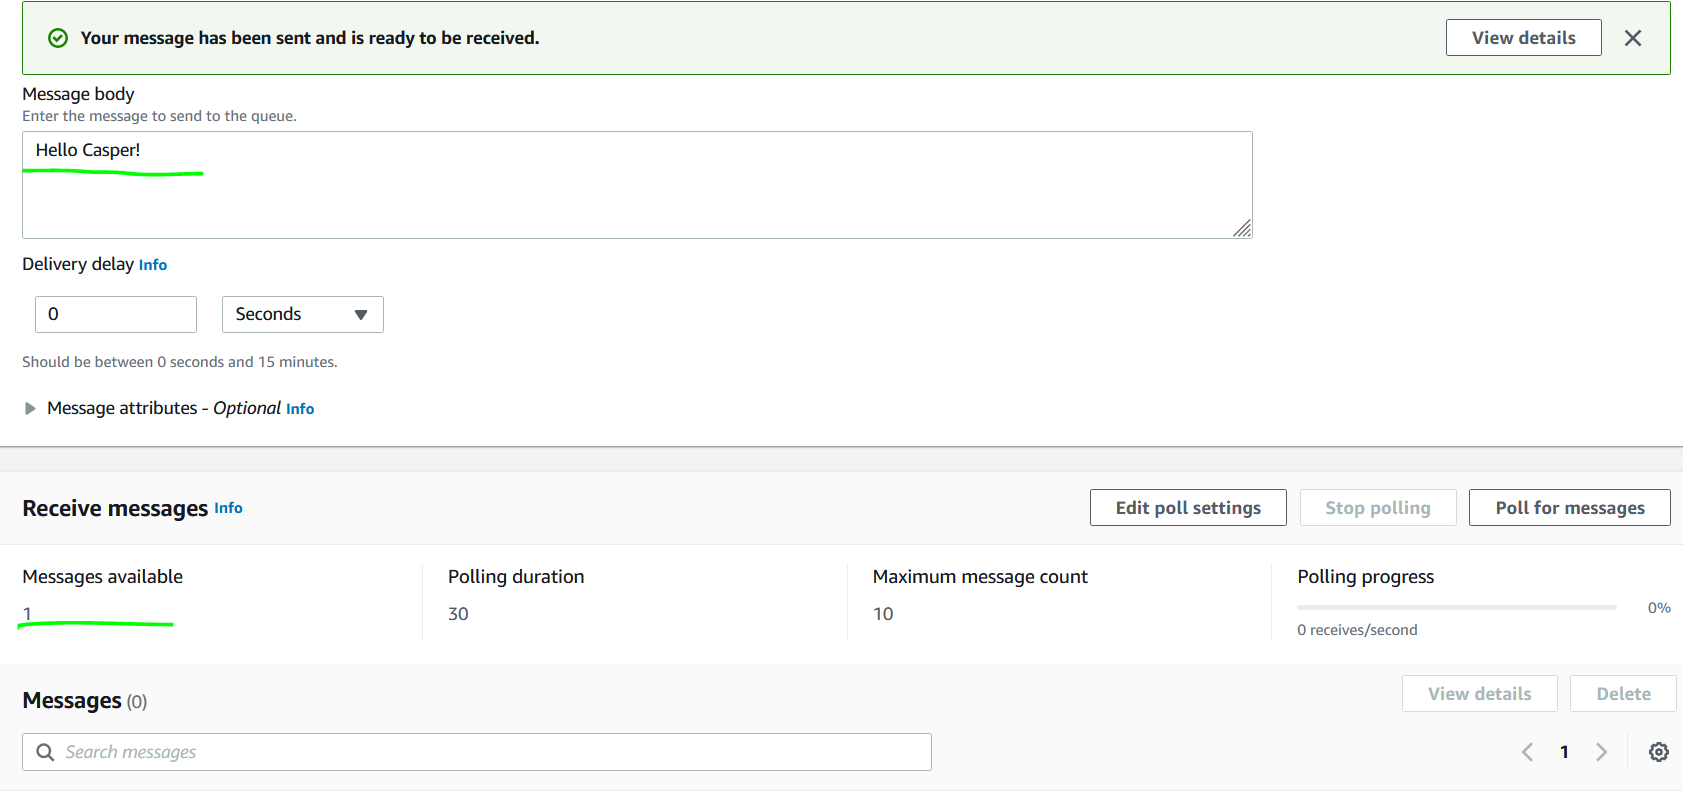 Your message has been sent and is ready to be received.
View details
Message body
Enter the message to send to the queue.
Hello Casper!
Delivery delay Info
0 Seconds
Should be between 0 seconds and 15 minutes.
Message attributes - Optional Info
Receive messages Info
Edit poll settings Stop polling Poll for messages
Messages available Polling duration Maximum message count Polling progress
1 30 10 0%
0 receives/second
Messages (0)
View details Delete
Search messages
1